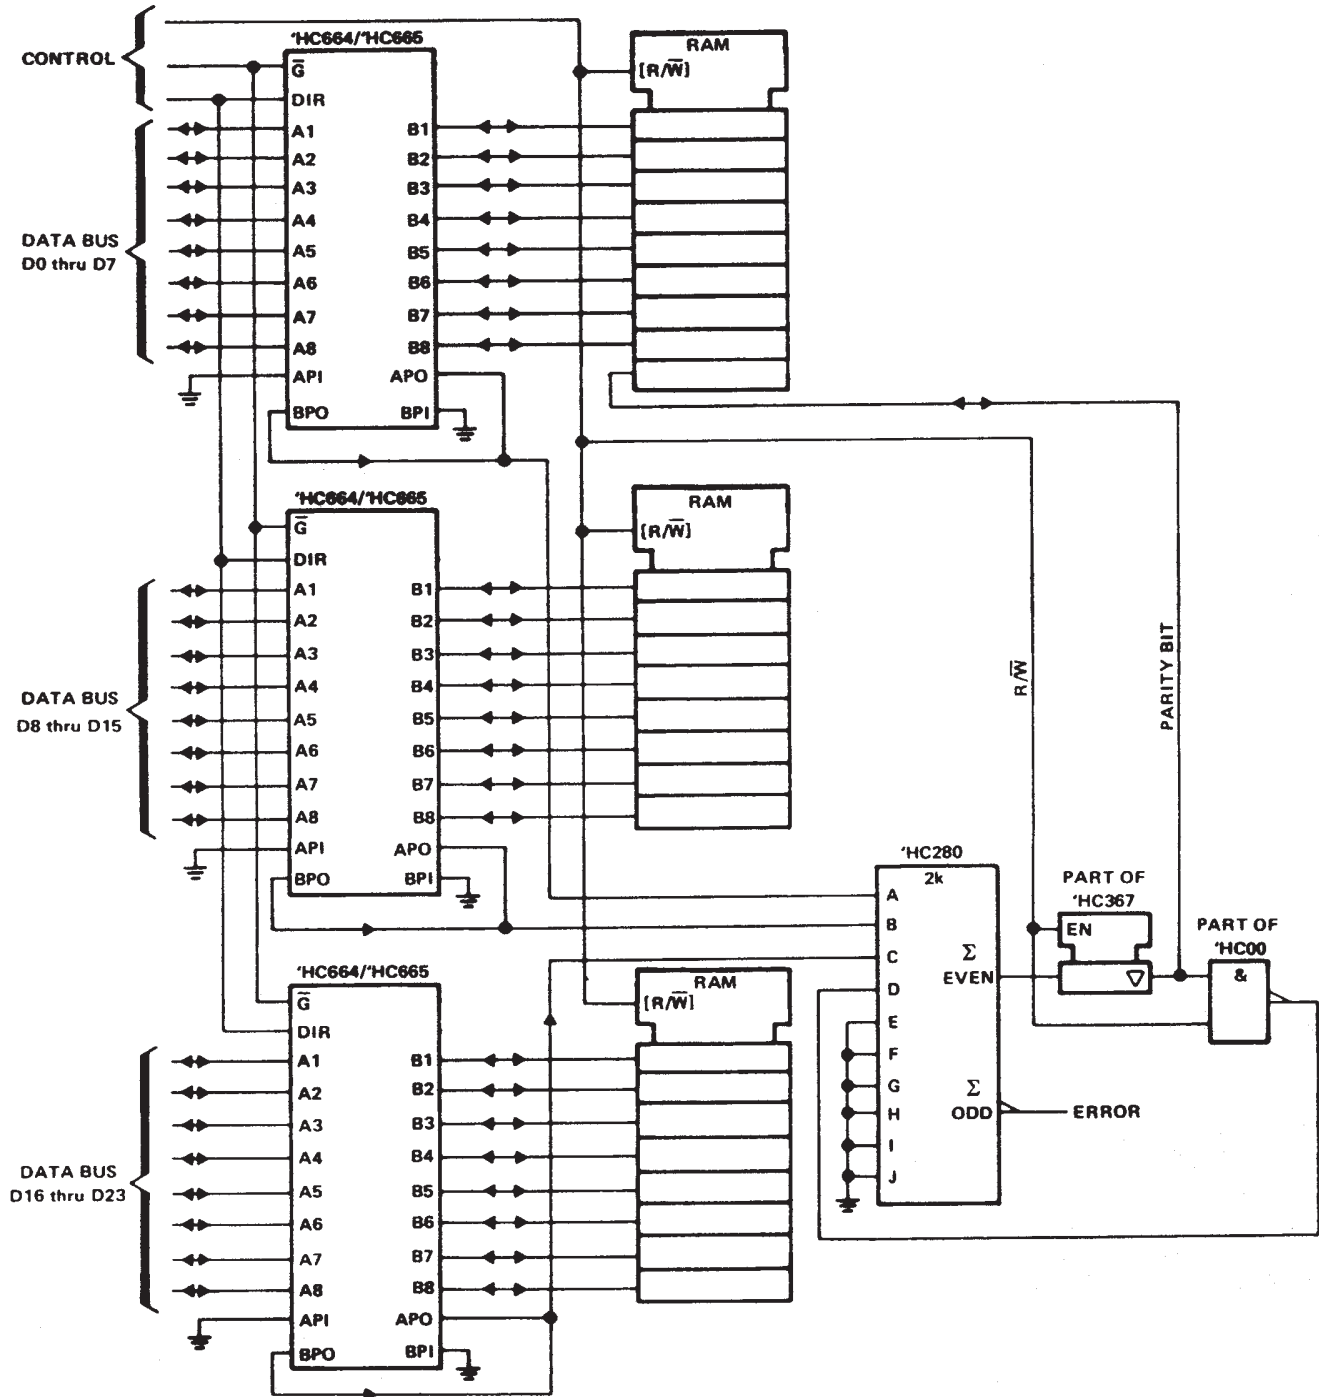 CONTROL
'HC664/'HC665
G̅
DIR
A1
A2
A3
A4
A5
A6
A7
A8
API
BPO
B1
B2
B3
B4
B5
B6
B7
B8
APO
BPI
RAM
[R/W̅]
DATA BUS
D0 thru D7
'HC664/'HC665
G̅
DIR
A1
A2
A3
A4
A5
A6
A7
A8
API
BPO
B1
B2
B3
B4
B5
B6
B7
B8
APO
BPI
RAM
[R/W̅]
DATA BUS
D8 thru D15
R/W̅
PARITY BIT
'HC280
2k
A
B
C
D
E
F
G
H
I
J
Σ
EVEN
Σ
ODD
ERROR
PART OF
'HC367
EN
PART OF
'HC00
&
'HC664/'HC665
G̅
DIR
A1
A2
A3
A4
A5
A6
A7
A8
API
BPO
B1
B2
B3
B4
B5
B6
B7
B8
APO
BPI
RAM
[R/W̅]
DATA BUS
D16 thru D23